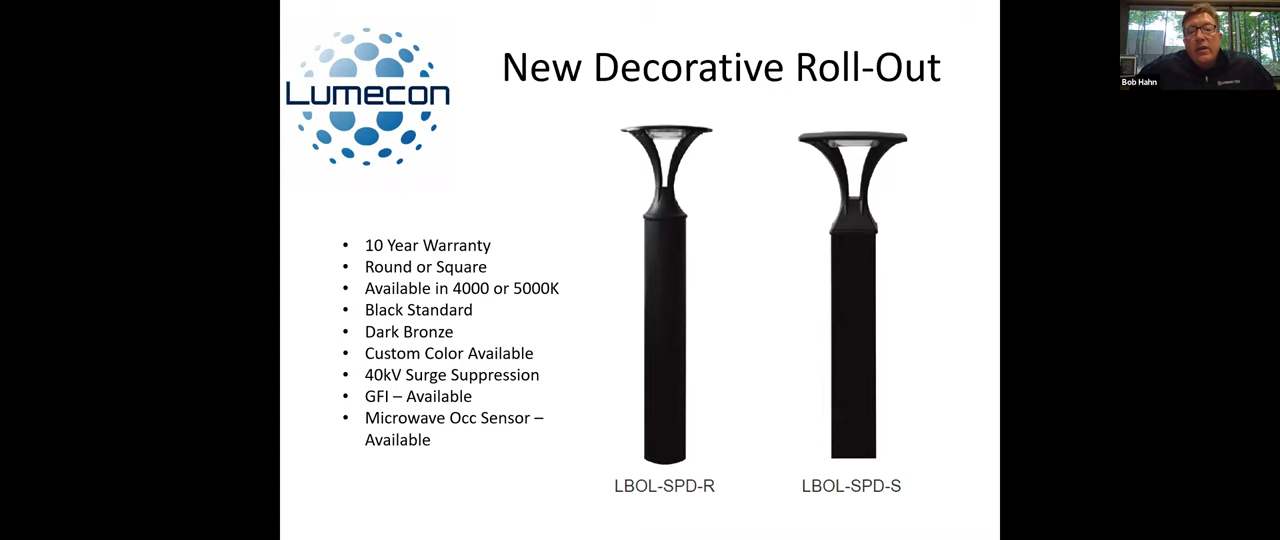 Lumecon
New Decorative Roll-Out
Bob Hahn
• 10 Year Warranty
• Round or Square
• Available in 4000 or 5000K
• Black Standard
• Dark Bronze
• Custom Color Available
• 40kV Surge Suppression
• GFI – Available
• Microwave Occ Sensor –
Available
LBOL-SPD-R
LBOL-SPD-S